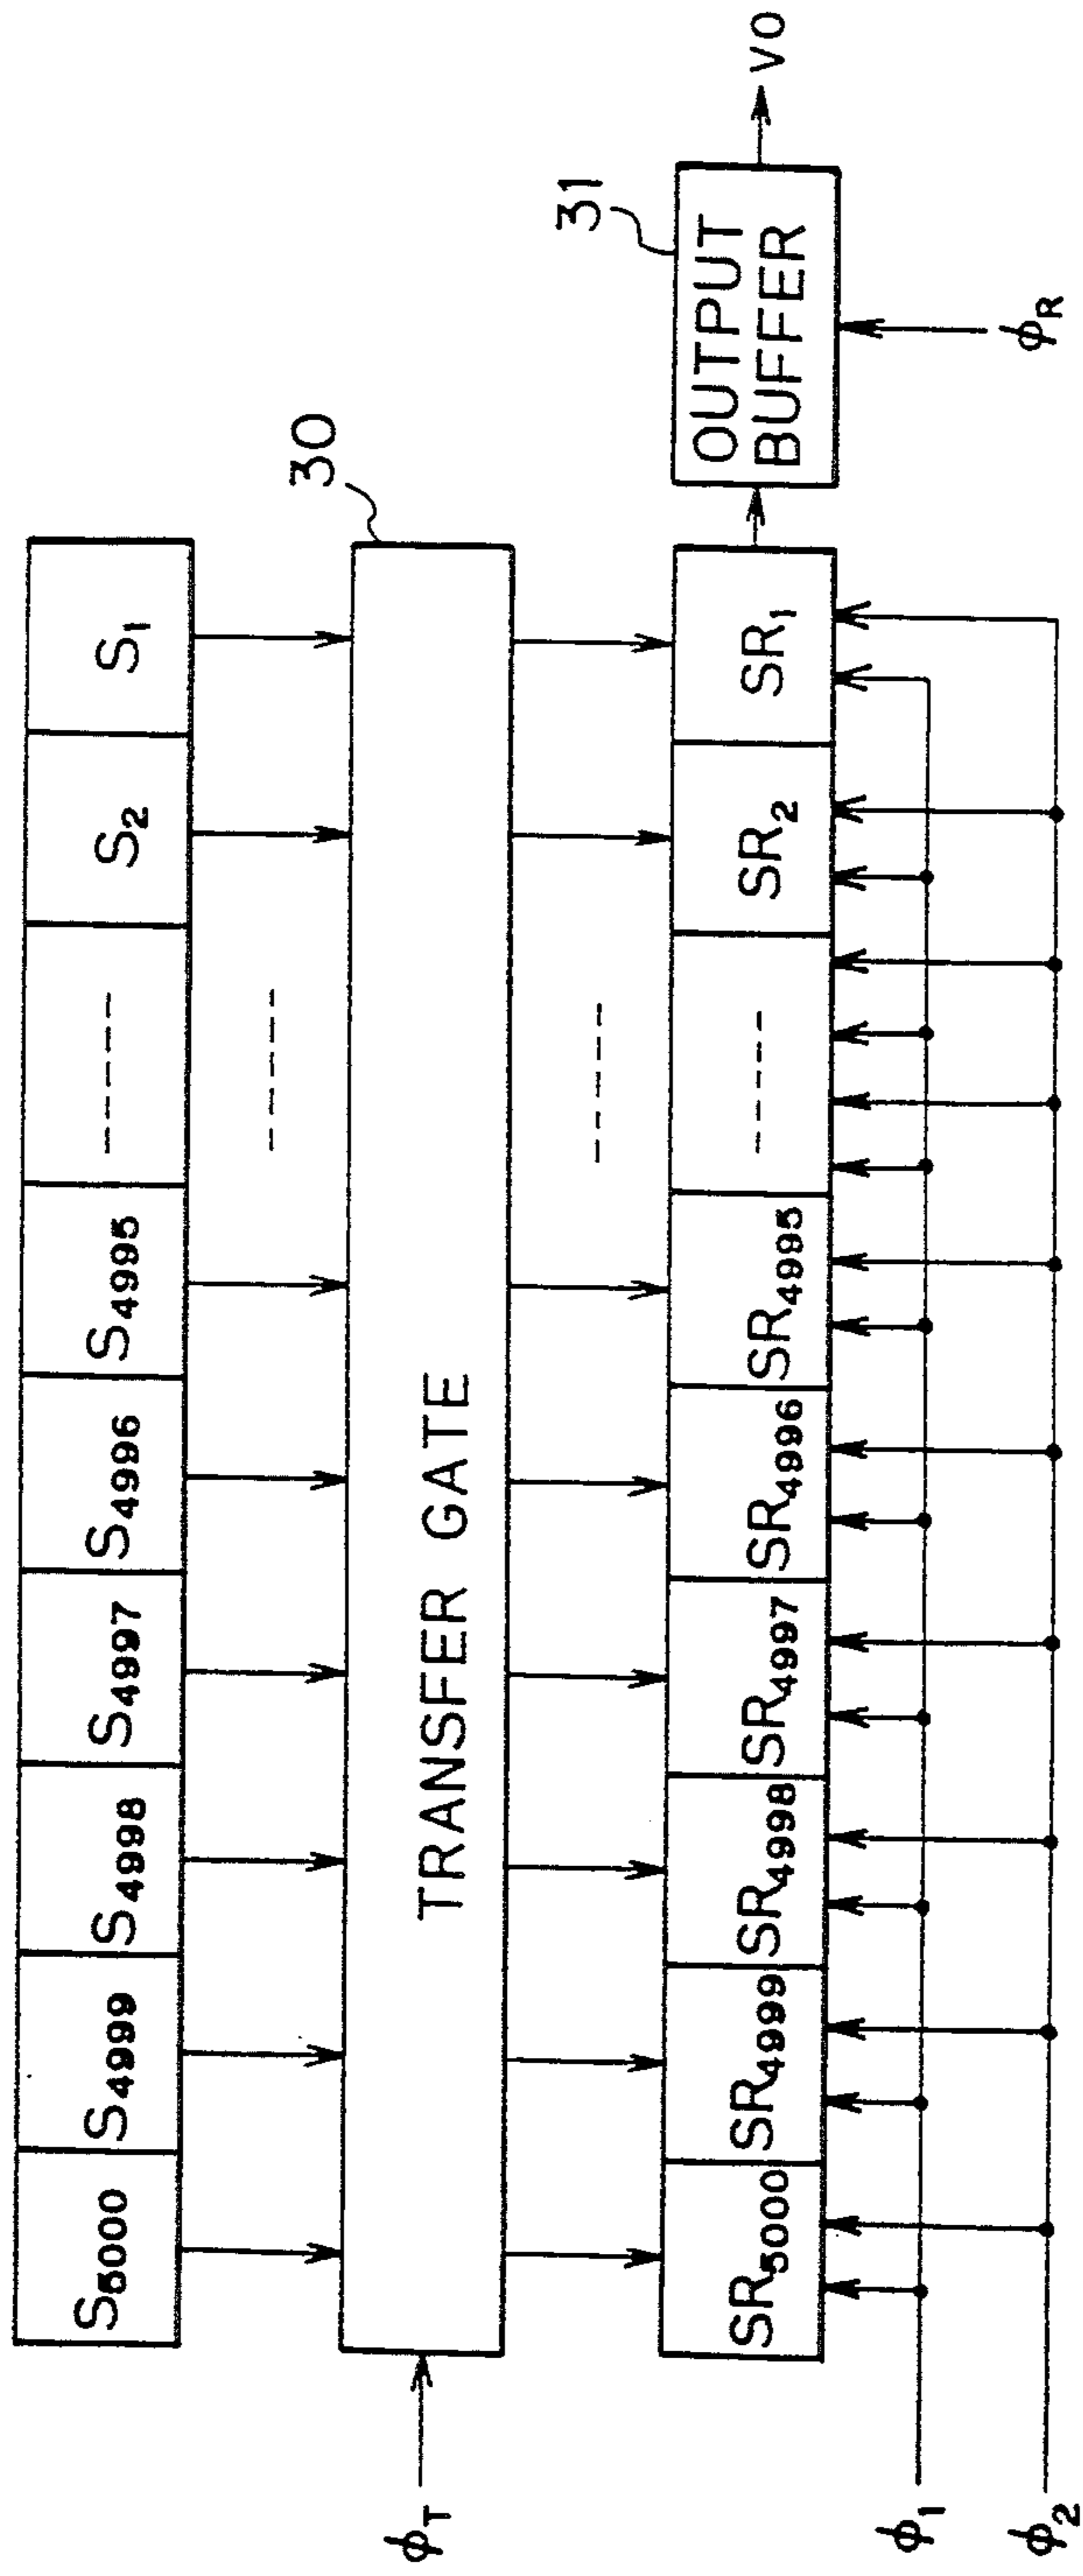 S₅₀₀₀ S₄₉₉₉ S₄₉₉₈ S₄₉₉₇ S₄₉₉₆ S₄₉₉₅ ------ S₂ S₁
-----
30
ϕT
TRANSFER GATE
-----
31
SR₅₀₀₀ SR₄₉₉₉ SR₄₉₉₈ SR₄₉₉₇ SR₄₉₉₆ SR₄₉₉₅ ----- SR₂ SR₁
OUTPUT
BUFFER
VO
ϕ₁
ϕ₂
ϕR